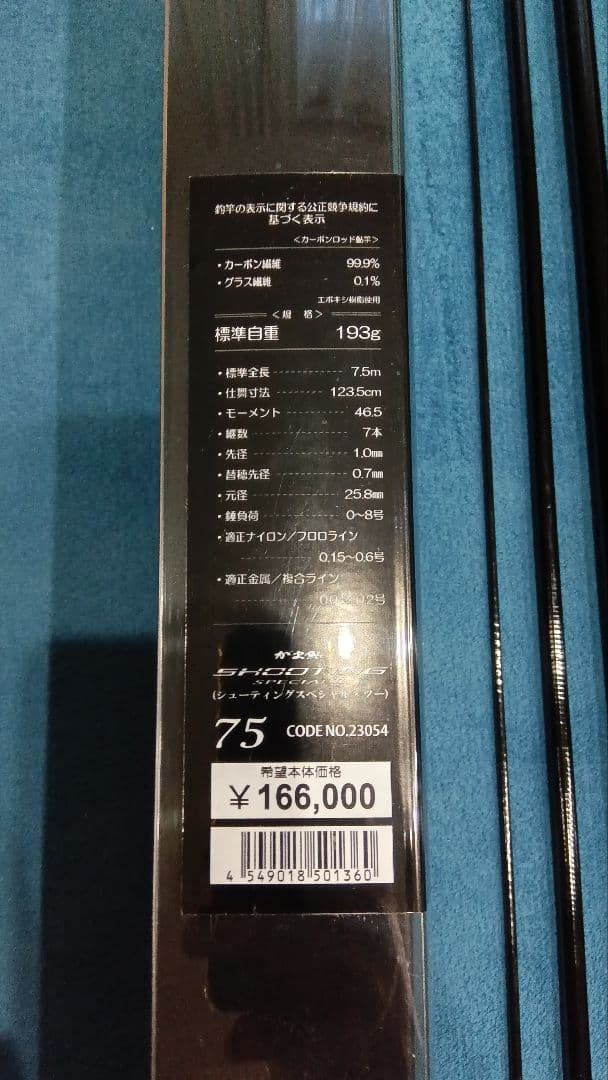 釣竿の表示に関する公正競争規約に
基づく表示
<カーボンロッド鮎竿>
・カーボン繊維 99.9%
・グラス繊維 0.1%
エポキシ樹脂使用
<規 格>
標準自重 193g
・標準全長 7.5m
・仕舞寸法 123.5cm
・モーメント 46.5
・継数 7本
・先径 1.0mm
・替穂先径 0.7mm
・元径 25.8mm
・錘負荷 0〜8号
・適正ナイロン/フロロライン
0.15〜0.6号
・適正金属/複合ライン
がま鮎
SHOOTING
SPECIAL
(シューティングスペシャル・ツー)
75 CODE NO.23054
希望本体価格
¥166,000
4 549018 501360